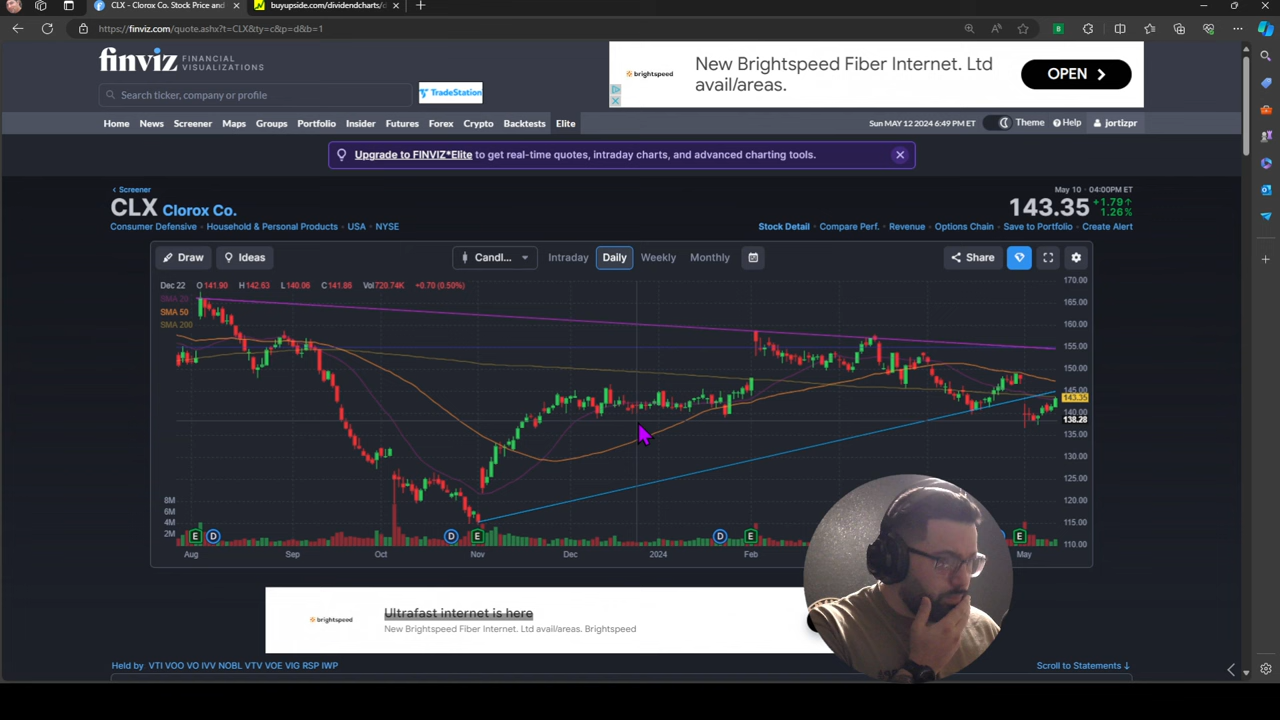 CLX - Clorox Co. Stock Price and
buyupside.com/dividendcharts/d
https://finviz.com/quote.ashx?t=CLX&ty=c&p=d&b=1
finviz FINANCIAL VISUALIZATIONS
brightspeed
New Brightspeed Fiber Internet. Ltd avail/areas.
OPEN
Search ticker, company or profile
TradeStation
Home News Screener Maps Groups Portfolio Insider Futures Forex Crypto Backtests Elite
Sun MAY 12 2024 6:49 PM ET Theme Help jortizpr
Upgrade to FINVIZ*Elite to get real-time quotes, intraday charts, and advanced charting tools.
Screener
May 10 · 04:00PM ET
CLX Clorox Co.
143.35 +1.79 1.26%
Consumer Defensive · Household & Personal Products · USA · NYSE
Stock Detail · Compare Perf. · Revenue · Options Chain · Save to Portfolio · Create Alert
Draw Ideas Candl... Intraday Daily Weekly Monthly Share
Dec 22 O141.90 H142.63 L140.06 C141.86 Vol720.74K +0.70 (0.50%)
SMA 20
SMA 50
SMA 200
170.00
165.00
160.00
155.00
150.00
145.00
143.35
140.00
138.28
135.00
130.00
125.00
120.00
115.00
110.00
8M
6M
4M
2M
E D D E D E E
Aug Sep Oct Nov Dec 2024 Feb May
brightspeed
Ultrafast internet is here
New Brightspeed Fiber Internet. Ltd avail/areas. Brightspeed
Held by VTI VOO VO IVV NOBL VTV VOE VIG RSP IWP
Scroll to Statements ↓